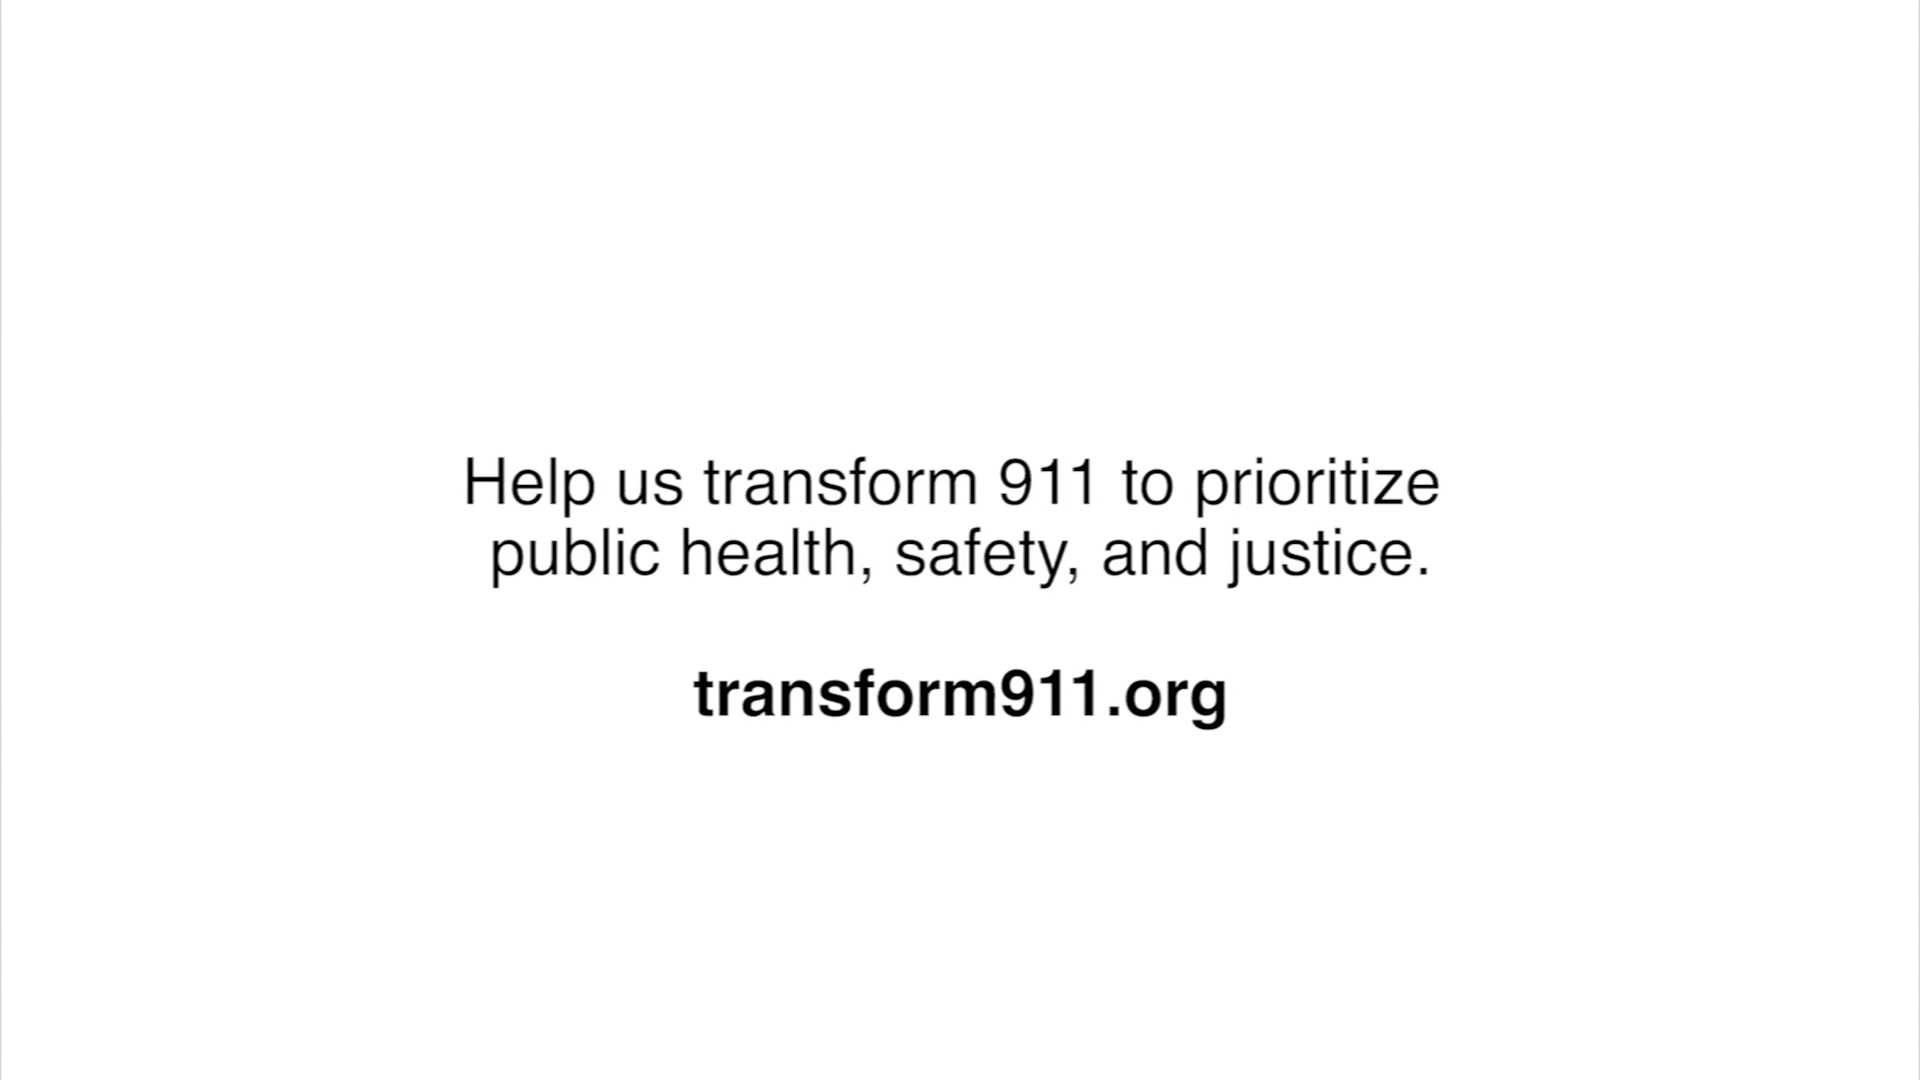 Help us transform 911 to prioritize
public health, safety, and justice.
transform911.org